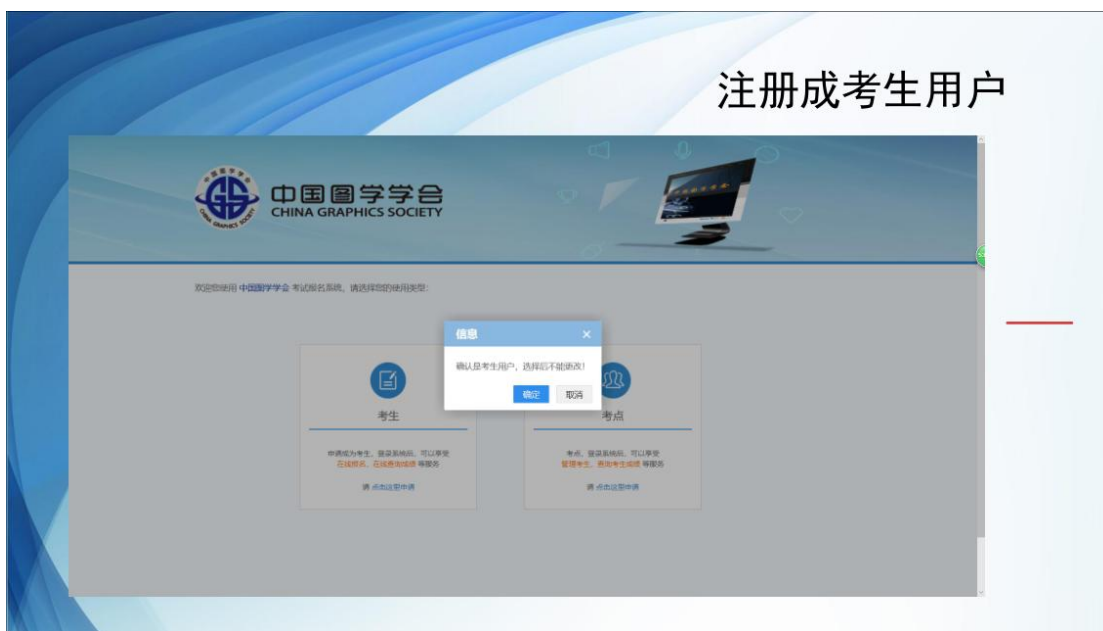 注册成考生用户
中国图学学会
CHINA GRAPHICS SOCIETY
欢迎您使用 中国图学学会 考试报名系统，请选择您的使用类型：
信息
确认是考生用户，选择后不能更改！
确定 取消
考生
申请成为考生，登录系统后，可以享受
在线报名、在线查询成绩 等服务
请 点击这里申请
考点
考点，登录系统后，可以享受
管理考生、查询考生成绩 等服务
请 点击这里申请